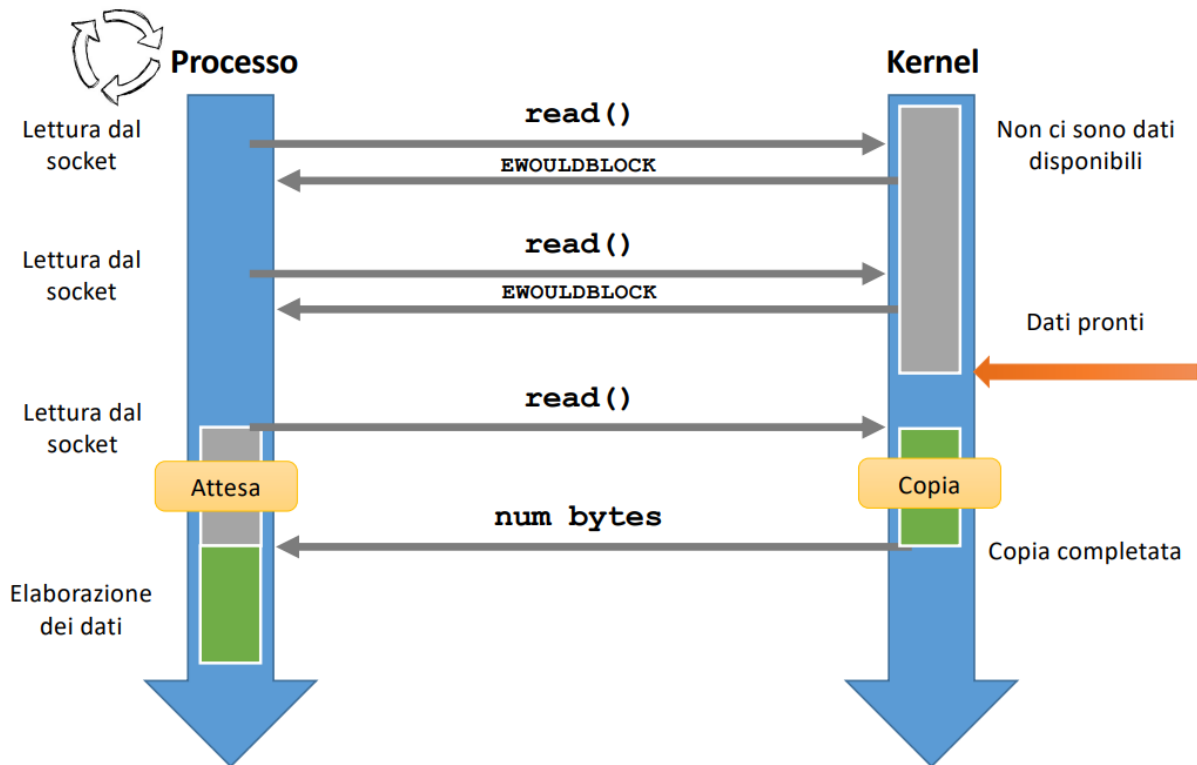 Processo
Kernel
Lettura dal
socket
read()
EWOULDBLOCK
Non ci sono dati
disponibili
Lettura dal
socket
read()
EWOULDBLOCK
Dati pronti
Lettura dal
socket
read()
Attesa
Copia
num bytes
Copia completata
Elaborazione
dei dati